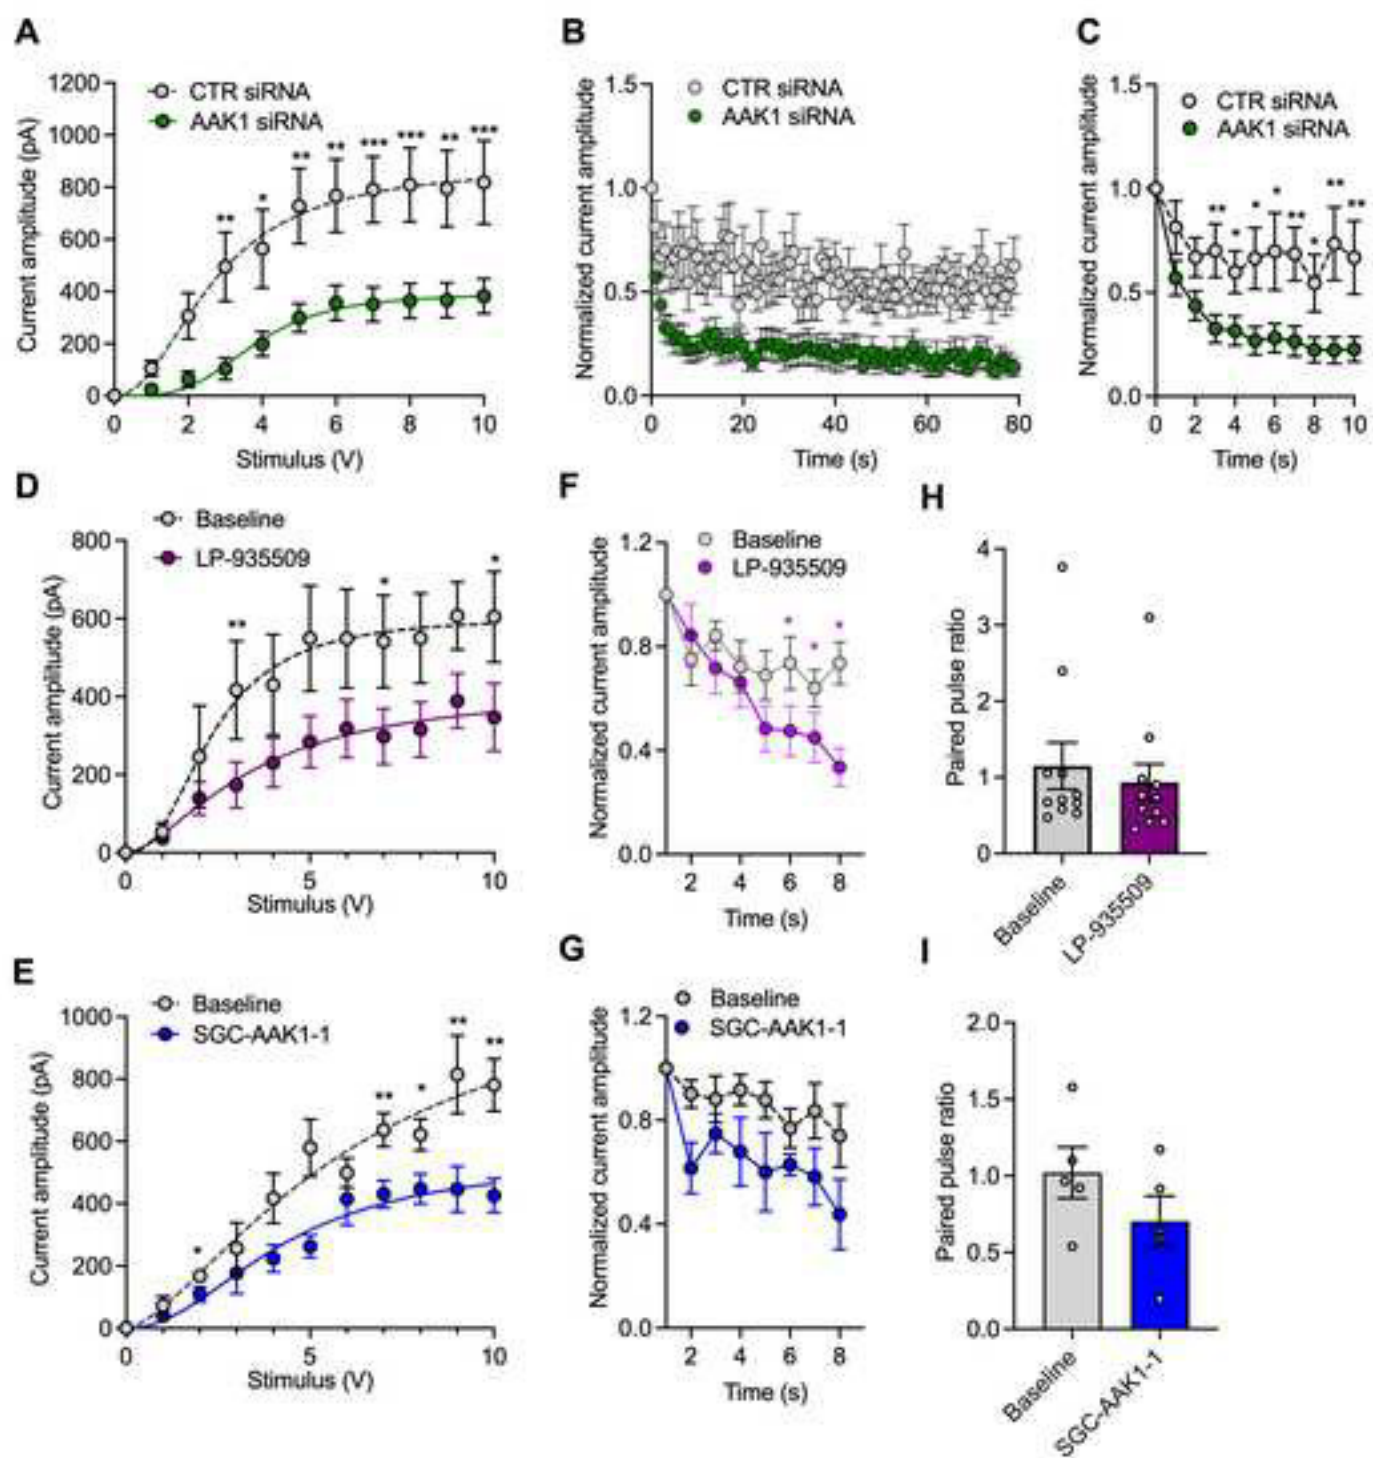 A
CTR siRNA
AAK1 siRNA
Current amplitude (pA)
1200
1000
800
600
400
200
0
** * ** ** *** *** ** ***
0 2 4 6 8 10
Stimulus (V)
B
CTR siRNA
AAK1 siRNA
Normalized current amplitude
1.5
1.0
0.5
0.0
0 20 40 60 80
Time (s)
C
CTR siRNA
AAK1 siRNA
Normalized current amplitude
1.5
1.0
0.5
0.0
** * * * ** * ** **
0 2 4 6 8 10
Time (s)
D
Baseline
LP-935509
Current amplitude (pA)
800
600
400
200
0
** * *
0 5 10
Stimulus (V)
F
Baseline
LP-935509
Normalized current amplitude
1.2
0.8
0.4
0.0
* * *
2 4 6 8
Time (s)
H
Paired pulse ratio
4
3
2
1
0
Baseline
LP-935509
E
Baseline
SGC-AAK1-1
Current amplitude (pA)
1000
800
600
400
200
0
* ** * ** **
0 5 10
Stimulus (V)
G
Baseline
SGC-AAK1-1
Normalized current amplitude
1.2
0.8
0.4
0.0
2 4 6 8
Time (s)
I
Paired pulse ratio
2.0
1.5
1.0
0.5
0.0
Baseline
SGC-AAK1-1